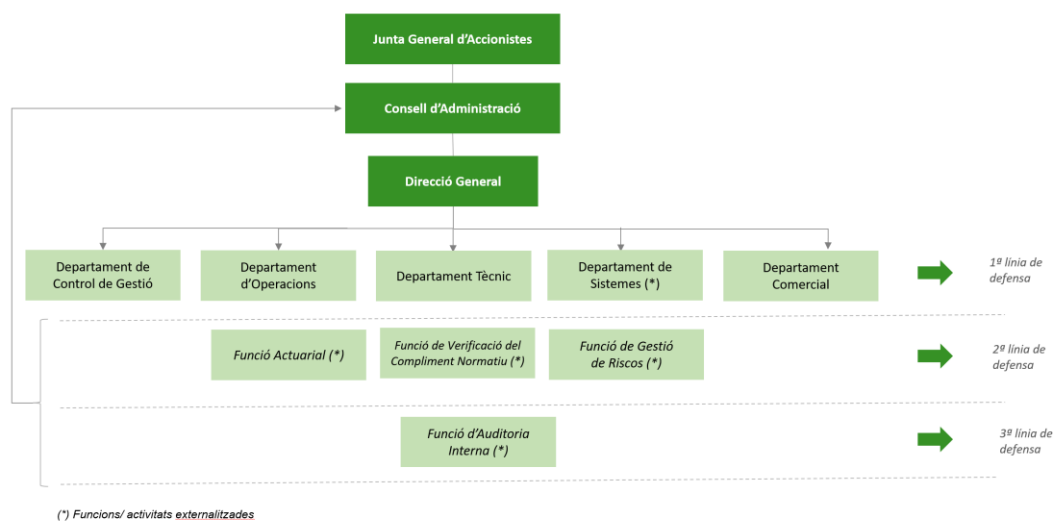 Junta General d'Accionistes
Consell d'Administració
Direcció General
Departament de
Control de Gestió
Departament
d'Operacions
Departament Tècnic
Departament de
Sistemes (*)
Departament
Comercial
1ª línia de
defensa
Funció Actuarial (*)
Funció de Verificació del
Compliment Normatiu (*)
Funció de Gestió
de Riscos (*)
2ª línia de
defensa
Funció d'Auditoria
Interna (*)
3ª línia de
defensa
(*) Funcions/ activitats externalitzades